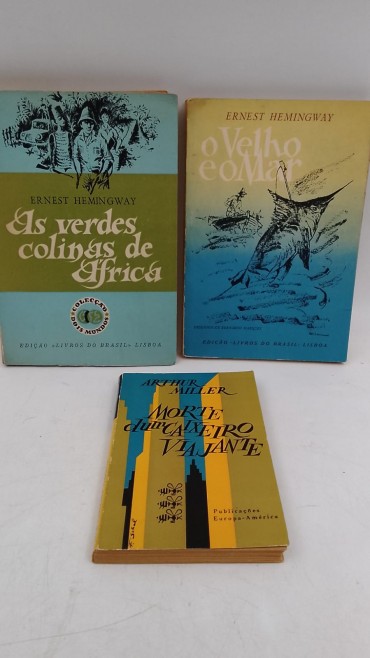 ERNEST HEMINGWAY
As verdes
colinas de
África
COLECÇÃO
DOIS MUNDOS
EDIÇÃO «LIVROS DO BRASIL» LISBOA
ERNEST HEMINGWAY
o Velho
e o Mar
EDIÇÃO «LIVROS DO BRASIL» LISBOA
ARTHUR
MILLER
MORTE
dum CAIXEIRO
VIAJANTE
Publicações
Europa-América